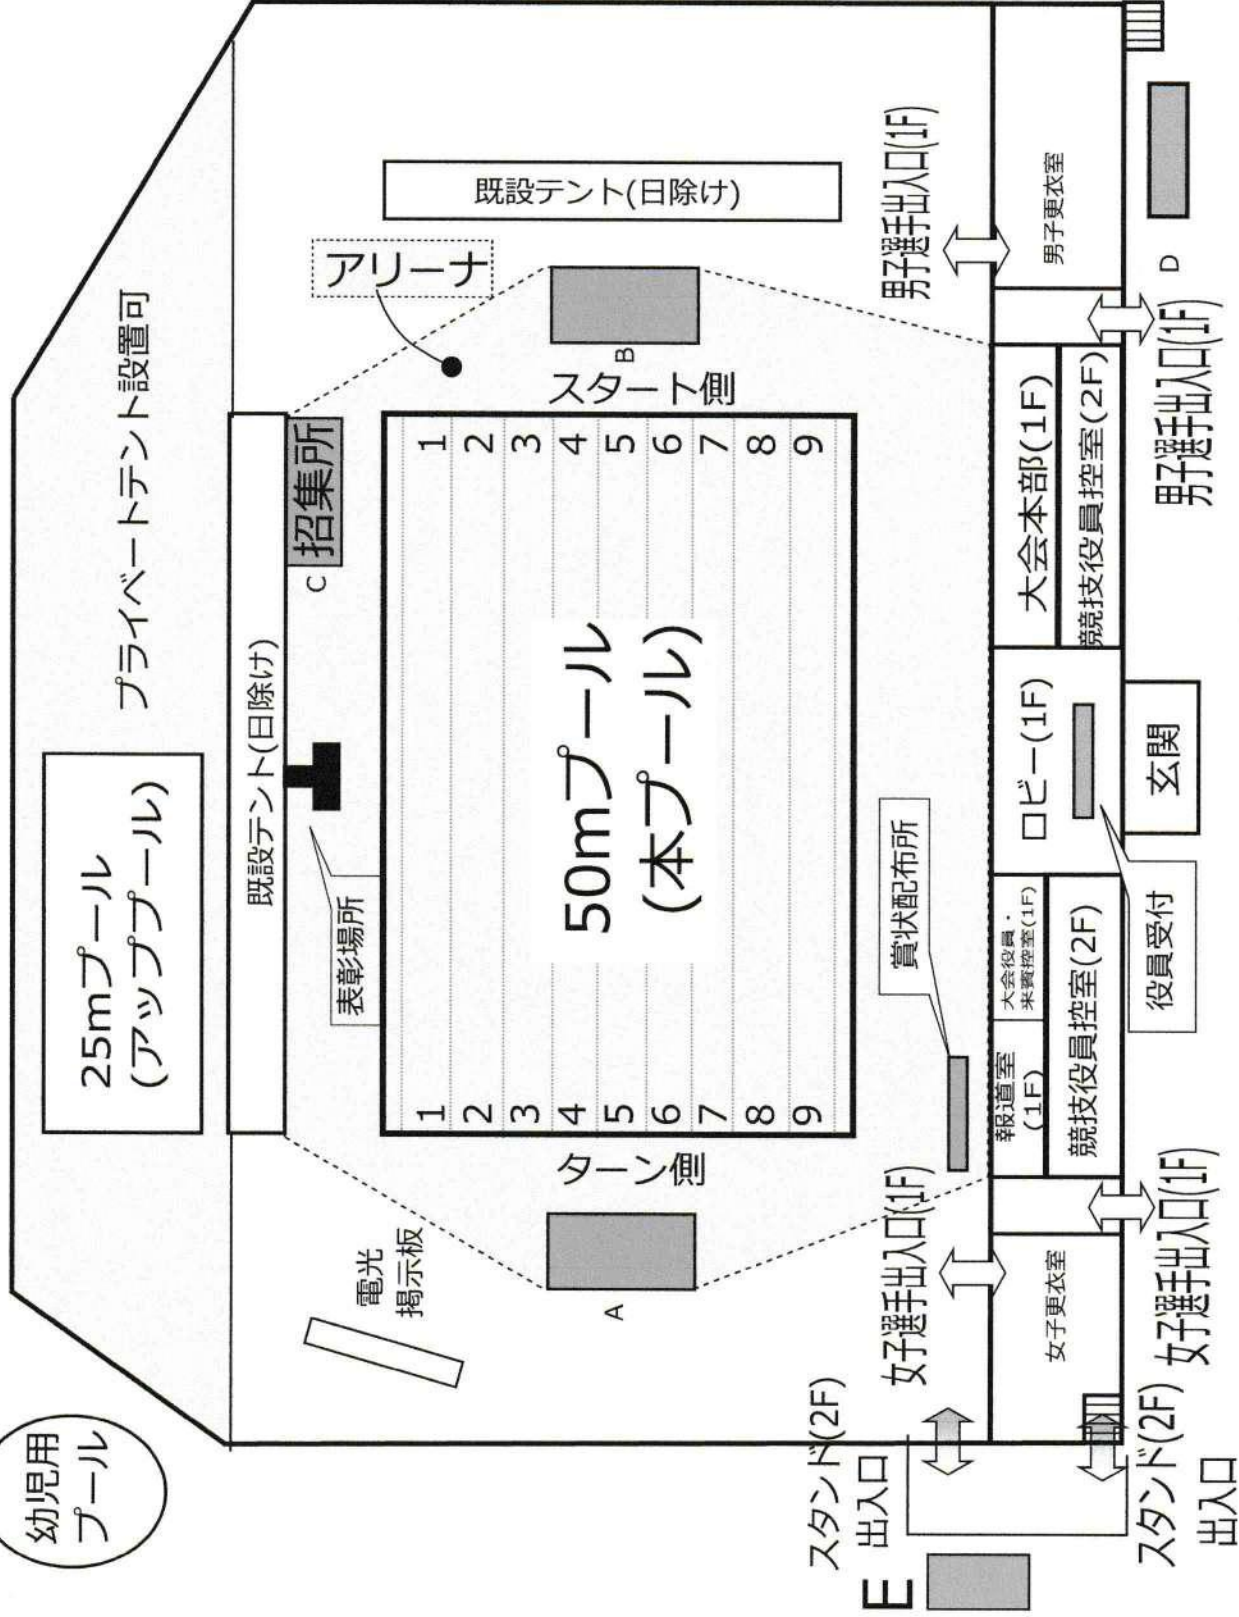 幼児用
プール
25mプール
(アッププール)
プライベートテント設置可
既設テント(日除け)
表彰場所
C
招集所
アリーナ
既設テント(日除け)
電光
掲示板
A
ターン側
1
2
3
4
5
6
7
8
9
50mプール
(本プール)
1
2
3
4
5
6
7
8
9
スタート側
B
賞状配布所
女子選手出入口(1F)
男子選手出入口(1F)
スタンド(2F)
出入口
E
女子更衣室
報道室
(1F)
大会役員・
来賓控室(1F)
競技役員控室(2F)
ロビー(1F)
大会本部(1F)
競技役員控室(2F)
男子更衣室
スタンド(2F)
出入口
女子選手出入口(1F)
役員受付
玄関
男子選手出入口(1F)
D